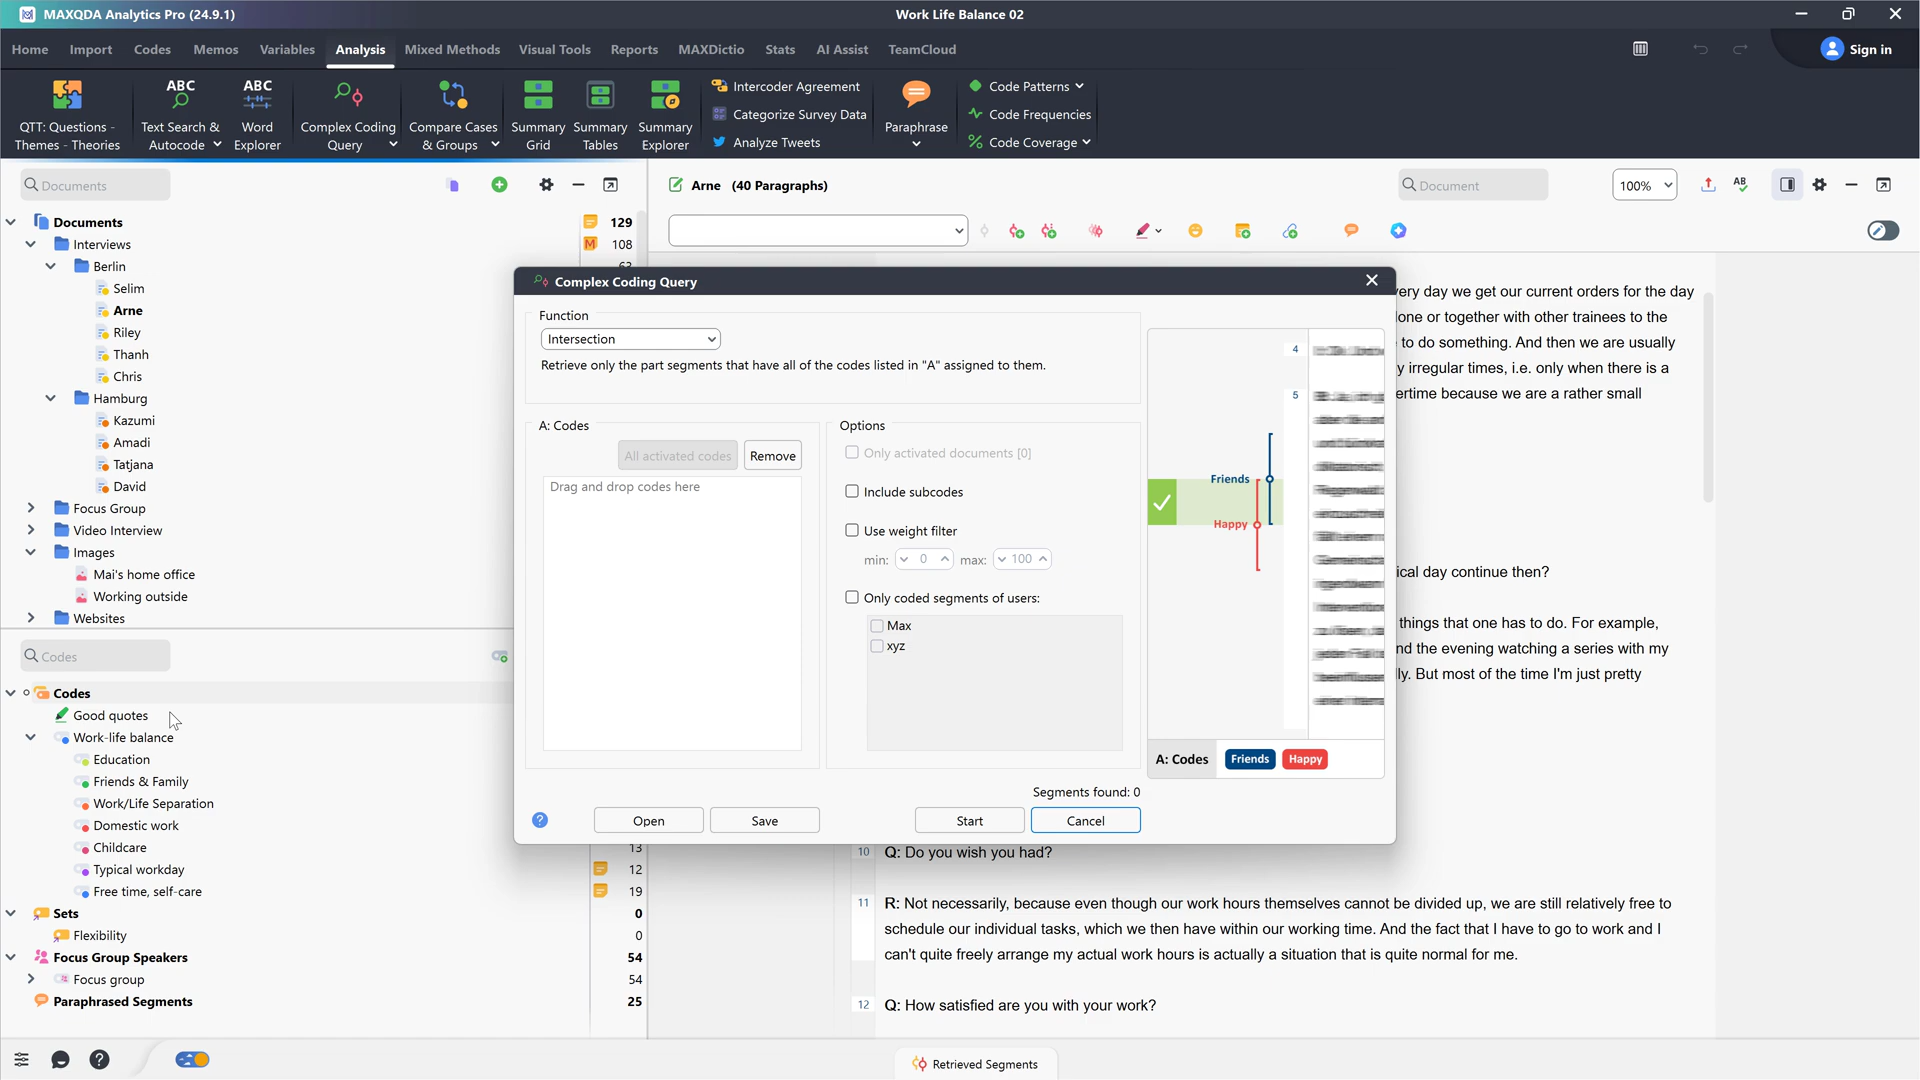 MAXQDA Analytics Pro (24.9.1)
Work Life Balance 02
Home Import Codes Memos Variables Analysis Mixed Methods Visual Tools Reports MAXDictio Stats AI Assist TeamCloud
Sign in
QTT: Questions -
Themes - Theories
ABC
Text Search &
Autocode
ABC
Word
Explorer
Complex Coding
Query
Compare Cases
& Groups
Summary
Grid
Summary
Tables
Summary
Explorer
Intercoder Agreement
Categorize Survey Data
Analyze Tweets
Paraphrase
Code Patterns
Code Frequencies
Code Coverage
Documents
Documents 129
Interviews 108
Berlin
Selim
Arne
Riley
Thanh
Chris
Hamburg
Kazumi
Amadi
Tatjana
David
Focus Group
Video Interview
Images
Mai's home office
Working outside
Websites
Codes
Codes
Good quotes
Work-life balance
Education
Friends & Family
Work/Life Separation
Domestic work
Childcare 13
Typical workday 12
Free time, self-care 19
Sets 0
Flexibility 0
Focus Group Speakers 54
Focus group 54
Paraphrased Segments 25
Arne (40 Paragraphs)
Document
100%
AB
very day we get our current orders for the day
lone or together with other trainees to the
to do something. And then we are usually
y irregular times, i.e. only when there is a
ertime because we are a rather small
ical day continue then?
things that one has to do. For example,
nd the evening watching a series with my
ly. But most of the time I'm just pretty
10 Q: Do you wish you had?
11 R: Not necessarily, because even though our work hours themselves cannot be divided up, we are still relatively free to
schedule our individual tasks, which we then have within our working time. And the fact that I have to go to work and I
can't quite freely arrange my actual work hours is actually a situation that is quite normal for me.
12 Q: How satisfied are you with your work?
Complex Coding Query
Function
Intersection
Retrieve only the part segments that have all of the codes listed in "A" assigned to them.
A: Codes
All activated codes Remove
Drag and drop codes here
Options
Only activated documents [0]
Include subcodes
Use weight filter
min: 0 max: 100
Only coded segments of users:
Max
xyz
4
5
Friends
Happy
A: Codes Friends Happy
Segments found: 0
Open Save Start Cancel
Retrieved Segments